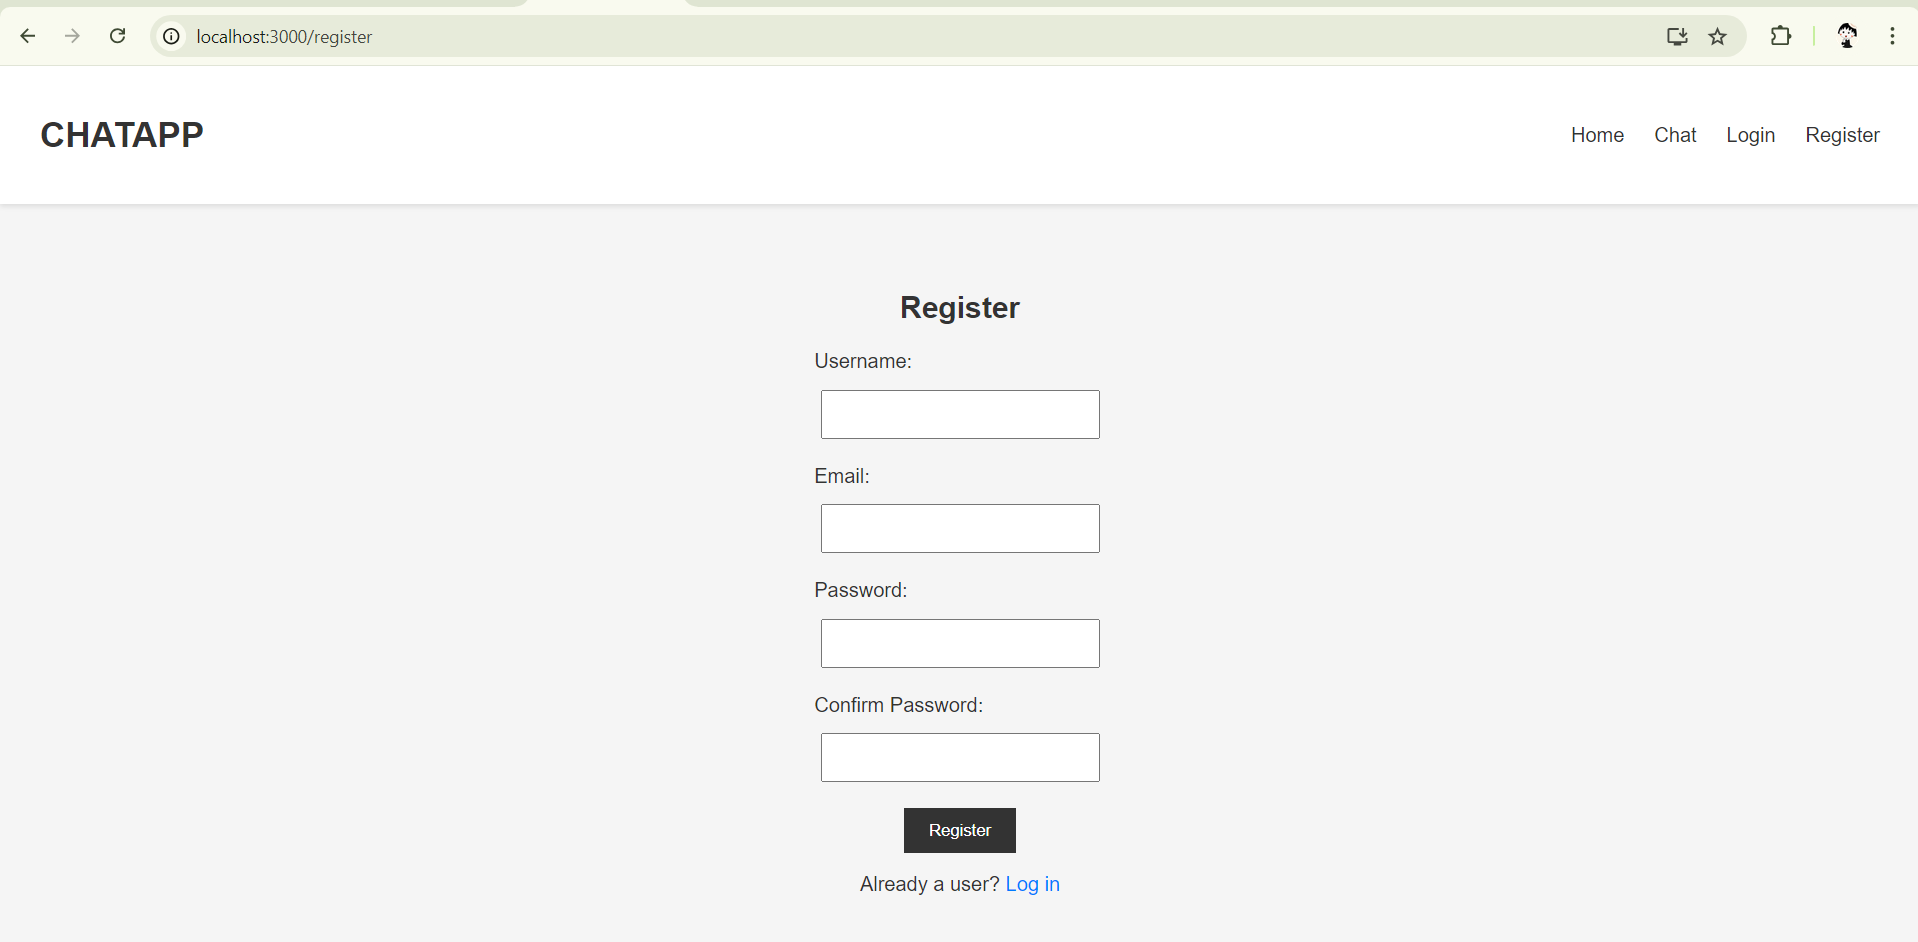 localhost:3000/register
CHATAPP
Home Chat Login Register
Register
Username:
Email:
Password:
Confirm Password:
Register
Already a user? Log in